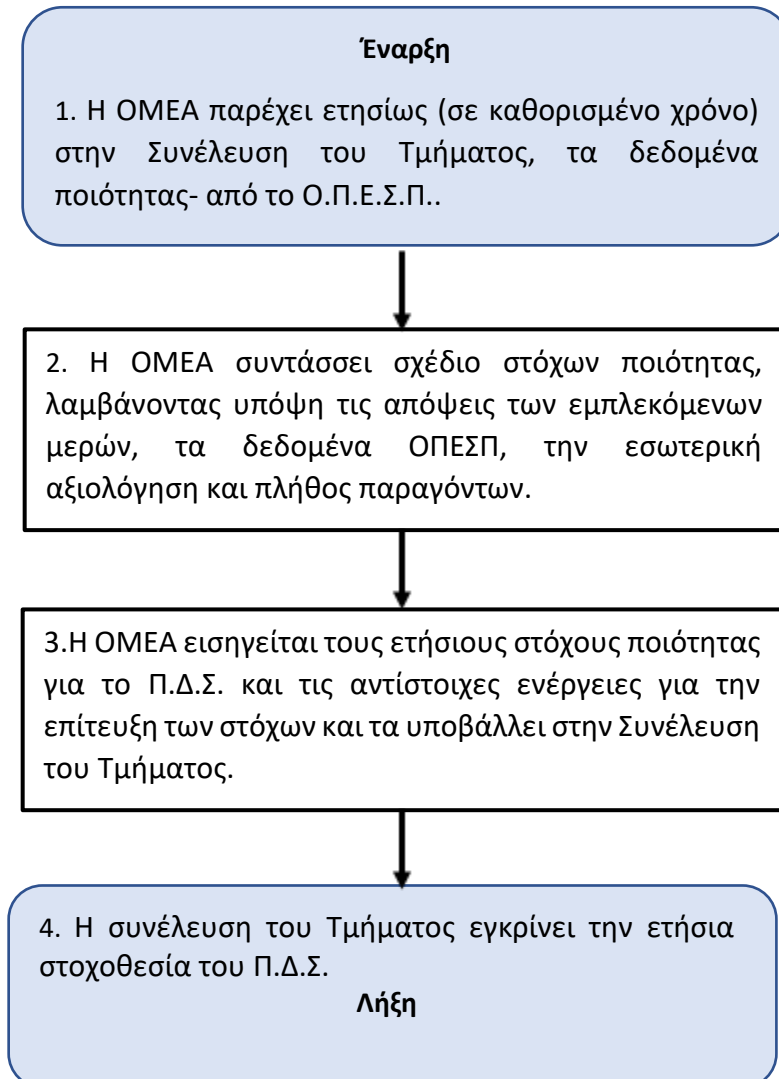 Έναρξη
1. Η ΟΜΕΑ παρέχει ετησίως (σε καθορισμένο χρόνο)
στην Συνέλευση του Τμήματος, τα δεδομένα
ποιότητας- από το Ο.Π.Ε.Σ.Π..
2. Η ΟΜΕΑ συντάσσει σχέδιο στόχων ποιότητας,
λαμβάνοντας υπόψη τις απόψεις των εμπλεκόμενων
μερών, τα δεδομένα ΟΠΕΣΠ, την εσωτερική
αξιολόγηση και πλήθος παραγόντων.
3.Η ΟΜΕΑ εισηγείται τους ετήσιους στόχους ποιότητας
για το Π.Δ.Σ. και τις αντίστοιχες ενέργειες για την
επίτευξη των στόχων και τα υποβάλλει στην Συνέλευση
του Τμήματος.
4. Η συνέλευση του Τμήματος εγκρίνει την ετήσια
στοχοθεσία του Π.Δ.Σ.
Λήξη